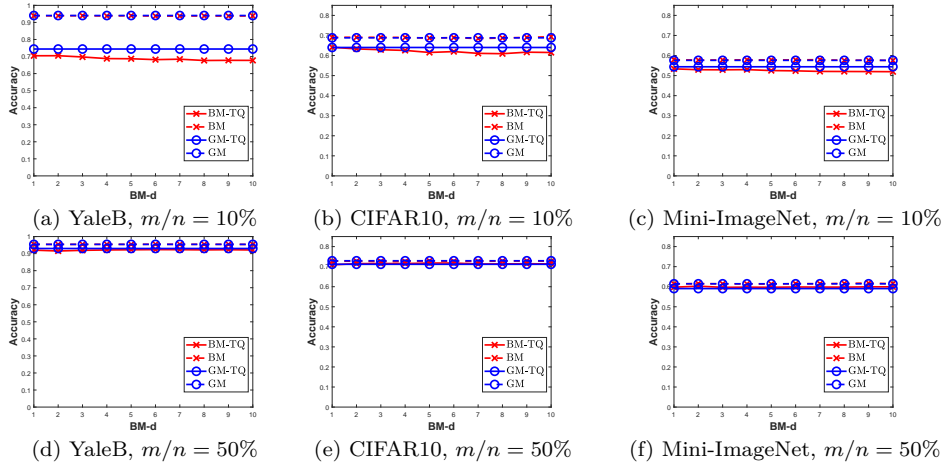 Accuracy
1
0.9
0.8
0.7
0.6
0.5
0.4
0.3
0.2
0.1
0
BM-TQ
BM
GM-TQ
GM
1 2 3 4 5 6 7 8 9 10
BM-d
(a) YaleB, m/n = 10%
Accuracy
0.8
0.7
0.6
0.5
0.4
0.3
0.2
0.1
0
BM-TQ
BM
GM-TQ
GM
1 2 3 4 5 6 7 8 9 10
BM-d
(b) CIFAR10, m/n = 10%
Accuracy
0.8
0.7
0.6
0.5
0.4
0.3
0.2
0.1
0
BM-TQ
BM
GM-TQ
GM
1 2 3 4 5 6 7 8 9 10
BM-d
(c) Mini-ImageNet, m/n = 10%
Accuracy
1
0.9
0.8
0.7
0.6
0.5
0.4
0.3
0.2
0.1
0
BM-TQ
BM
GM-TQ
GM
1 2 3 4 5 6 7 8 9 10
BM-d
(d) YaleB, m/n = 50%
Accuracy
0.8
0.7
0.6
0.5
0.4
0.3
0.2
0.1
0
BM-TQ
BM
GM-TQ
GM
1 2 3 4 5 6 7 8 9 10
BM-d
(e) CIFAR10, m/n = 50%
Accuracy
0.8
0.7
0.6
0.5
0.4
0.3
0.2
0.1
0
BM-TQ
BM
GM-TQ
GM
1 2 3 4 5 6 7 8 9 10
BM-d
(f) Mini-ImageNet, m/n = 50%